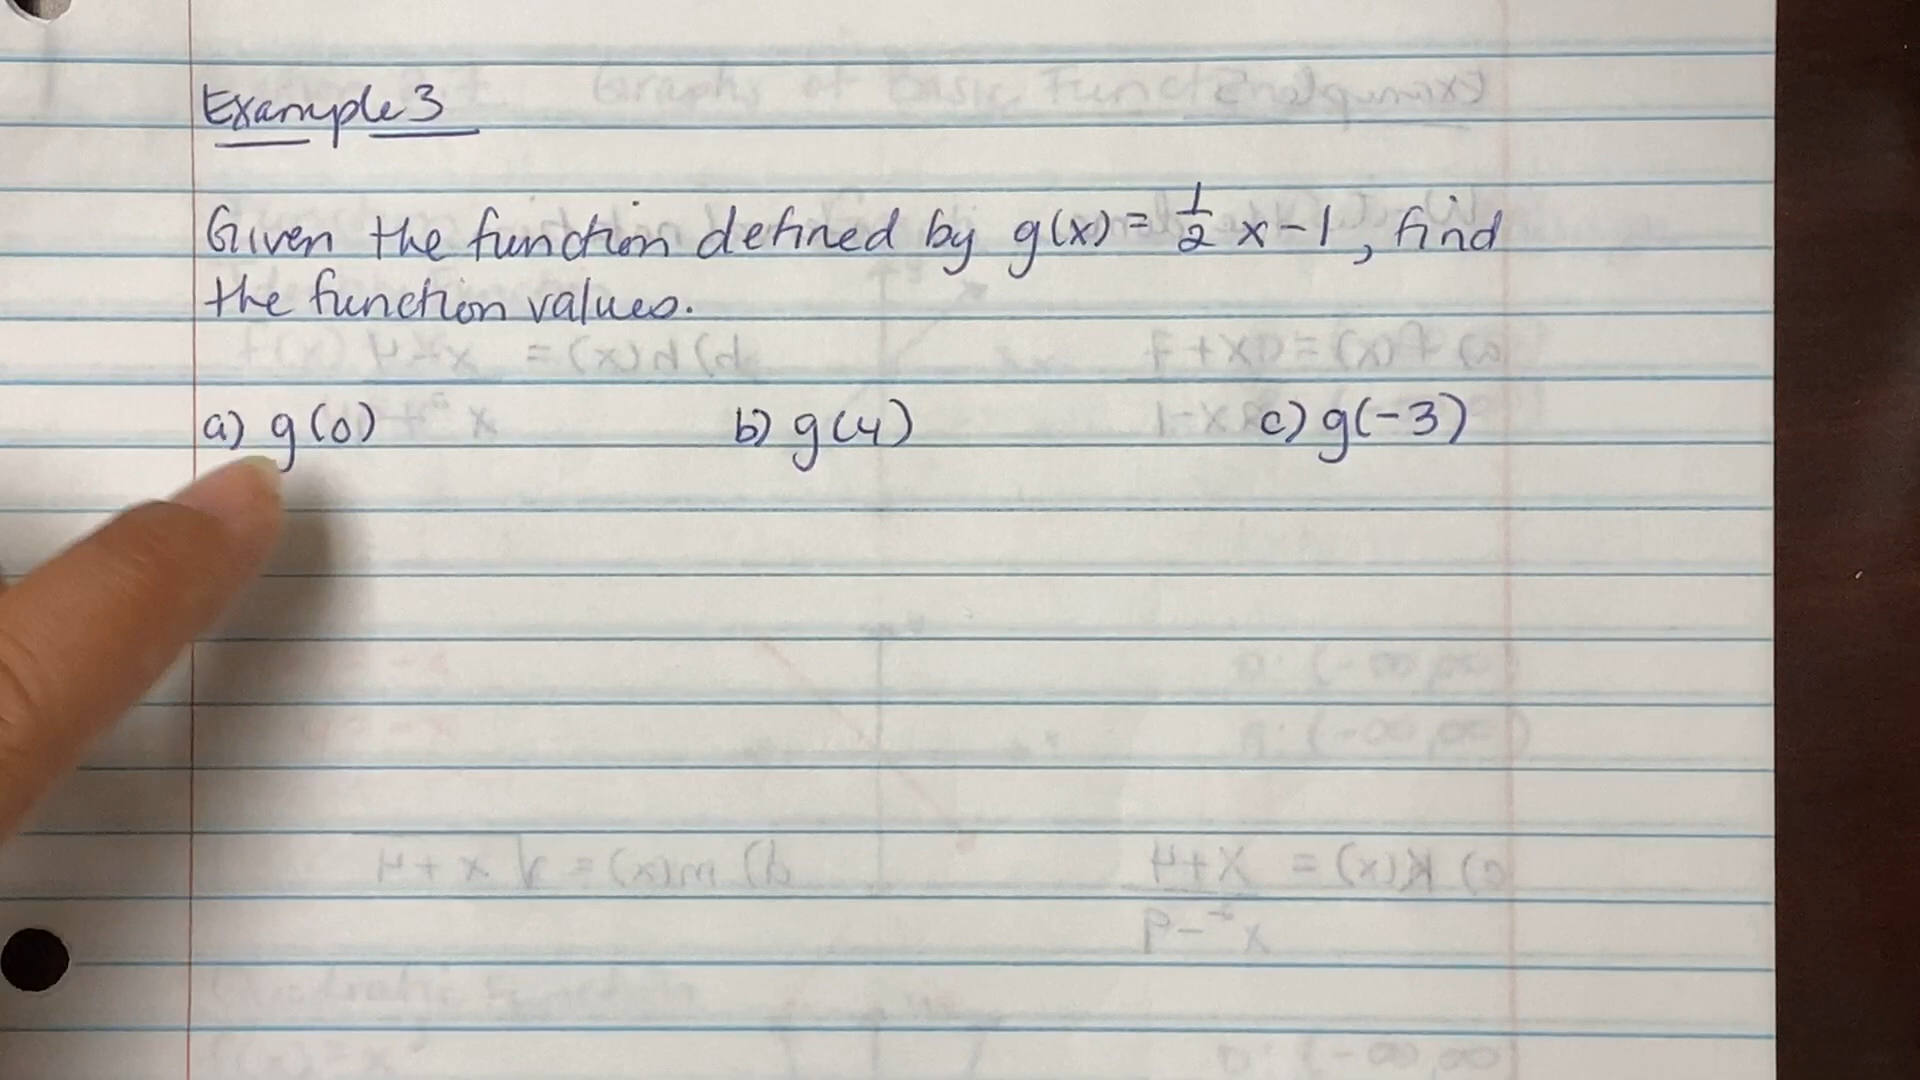 Example 3
Given the function defined by g(x) = 1/2 x - 1, find
the function values.
a) g(0) b) g(4) c) g(-3)